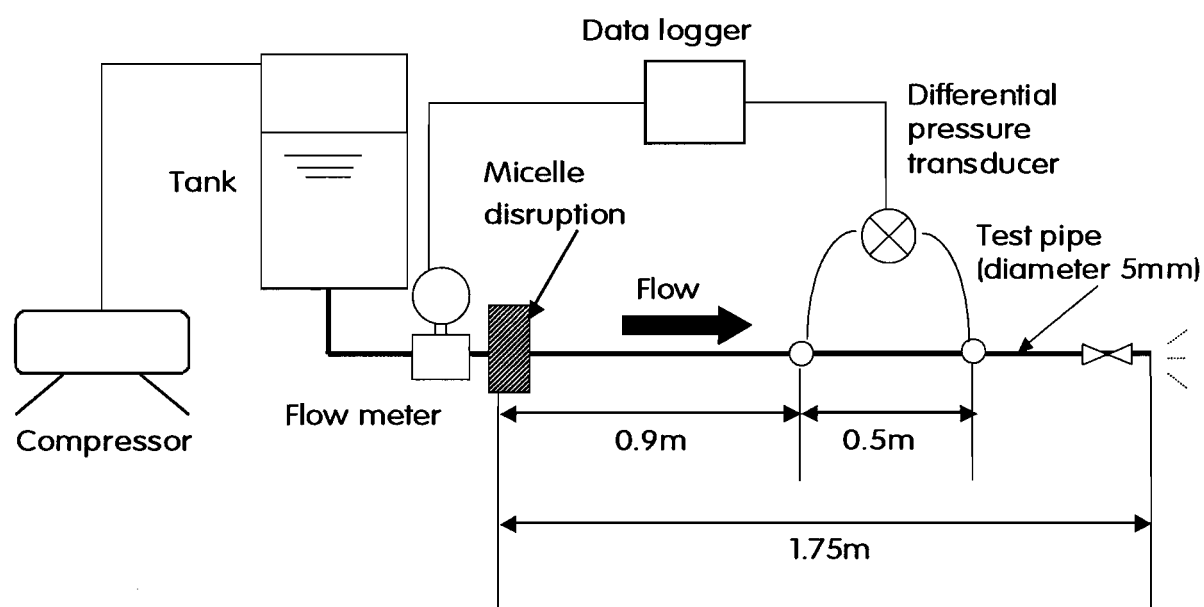 Data logger
Differential
pressure
transducer
Micelle
disruption
Tank
Test pipe
(diameter 5mm)
Flow
Flow meter
Compressor
0.9m
0.5m
1.75m